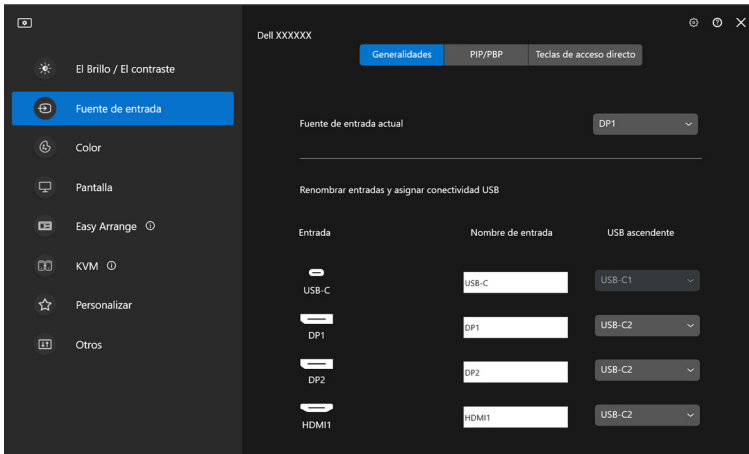 Dell XXXXXX
Generalidades PIP/PBP Teclas de acceso directo
El Brillo / El contraste
Fuente de entrada
Color
Pantalla
Easy Arrange
KVM
Personalizar
Otros
Fuente de entrada actual DP1
Renombrar entradas y asignar conectividad USB
Entrada Nombre de entrada USB ascendente
USB-C USB-C USB-C1
DP1 DP1 USB-C2
DP2 DP2 USB-C2
HDMI1 HDMI1 USB-C2